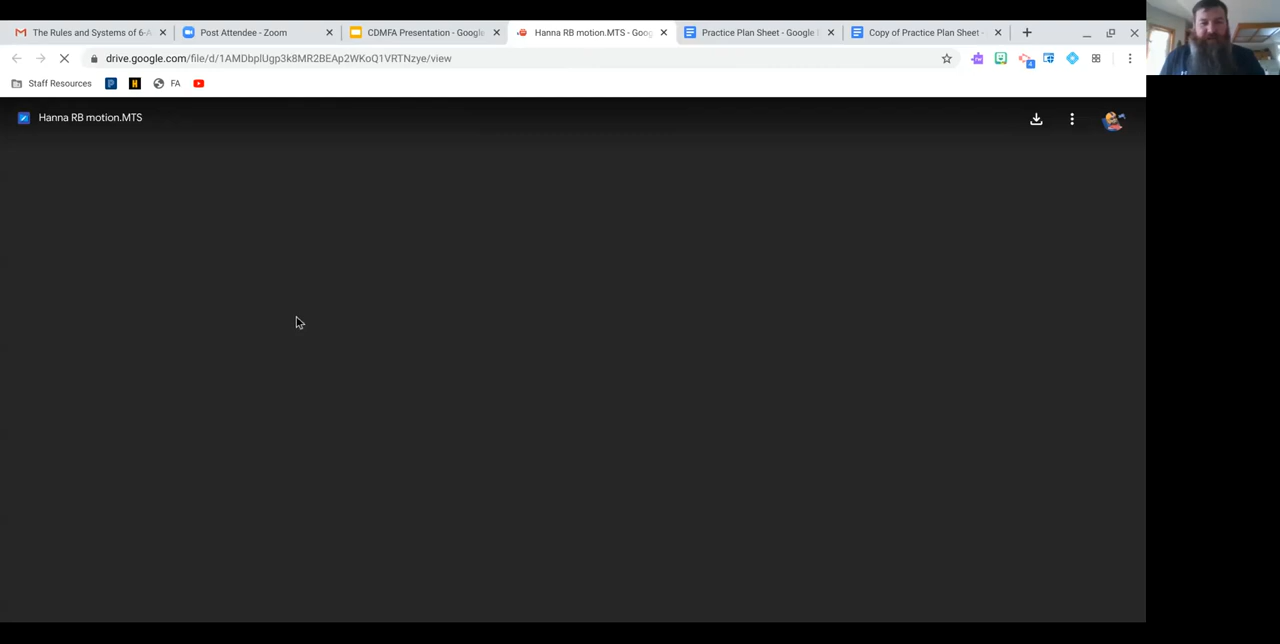 The Rules and Systems of 6-A
Post Attendee - Zoom
CDMFA Presentation - Google
Hanna RB motion.MTS - Goog
Practice Plan Sheet - Google
Copy of Practice Plan Sheet -
drive.google.com/file/d/1AMDbplUgp3k8MR2BEAp2WKoQ1VRTNzye/view
4
Staff Resources
P
H
FA
Hanna RB motion.MTS